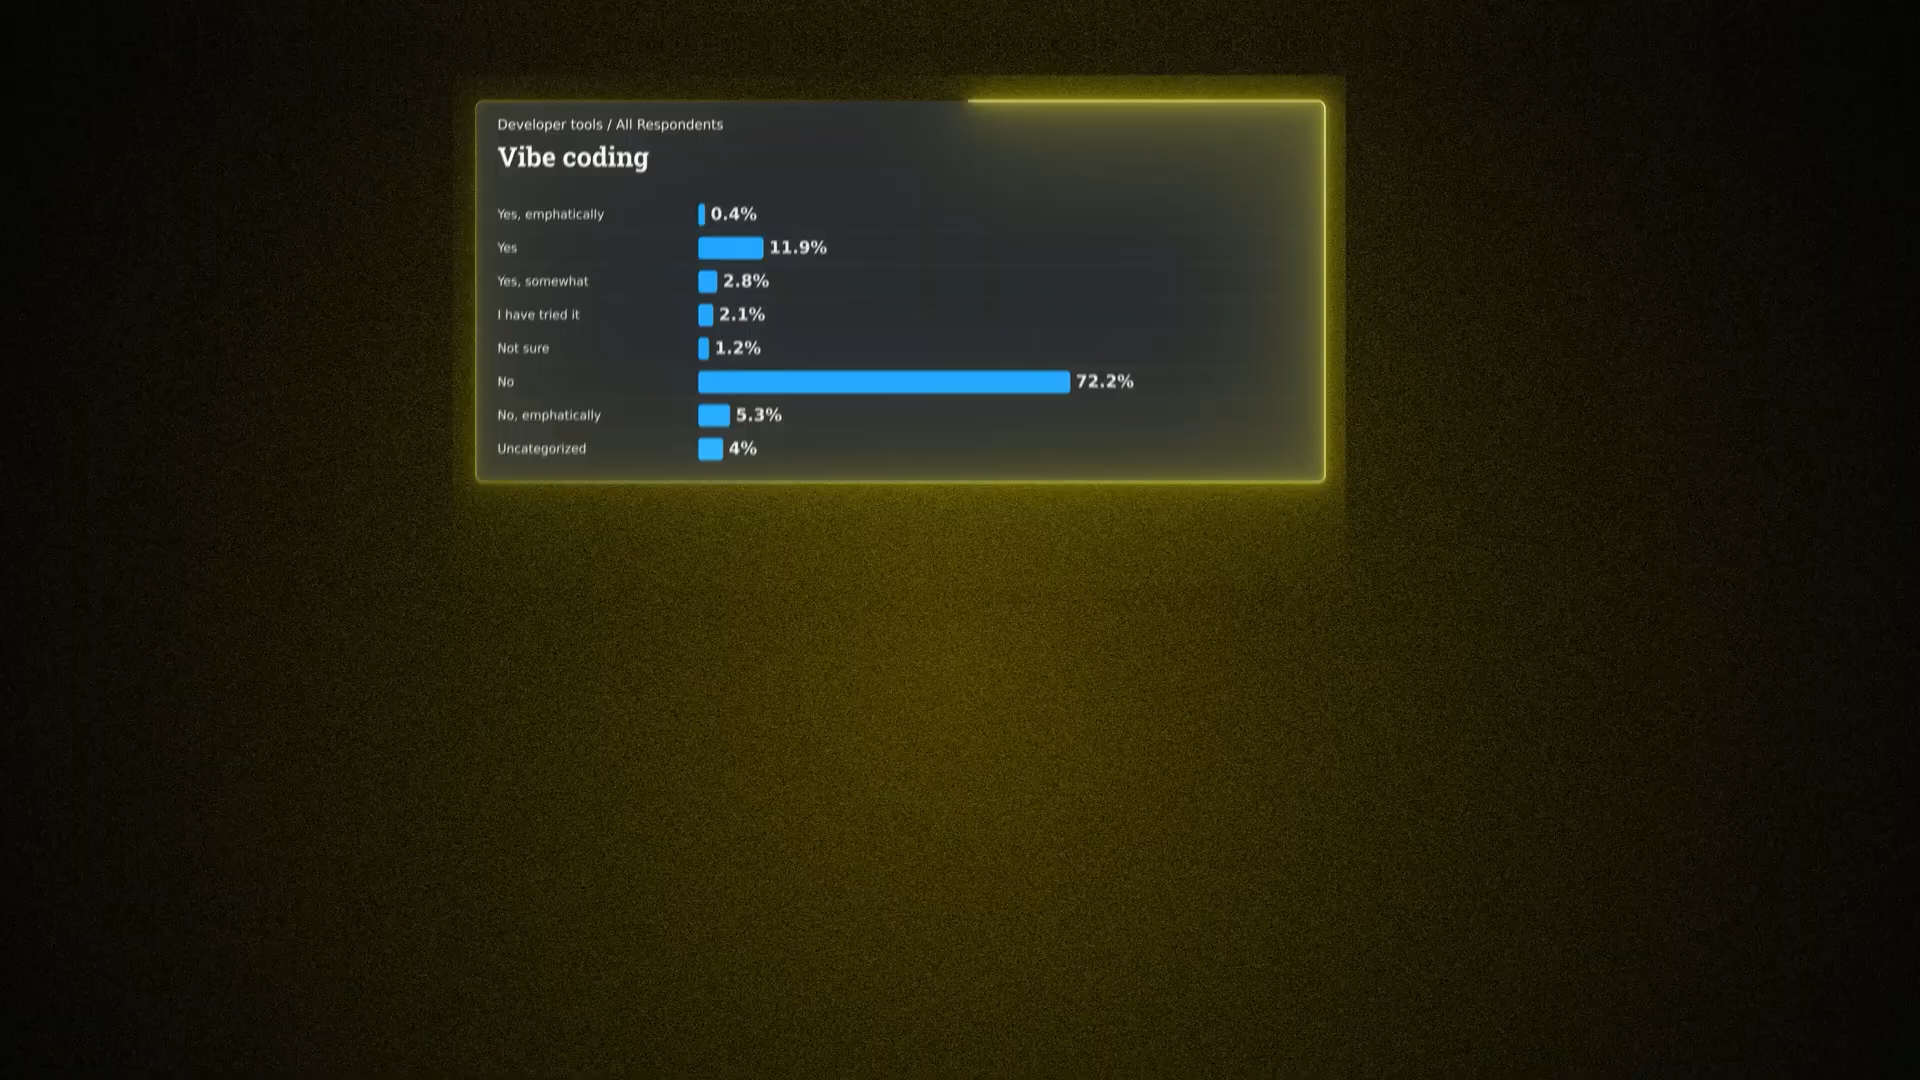 Developer tools / All Respondents
Vibe coding
Yes, emphatically 0.4%
Yes 11.9%
Yes, somewhat 2.8%
I have tried it 2.1%
Not sure 1.2%
No 72.2%
No, emphatically 5.3%
Uncategorized 4%